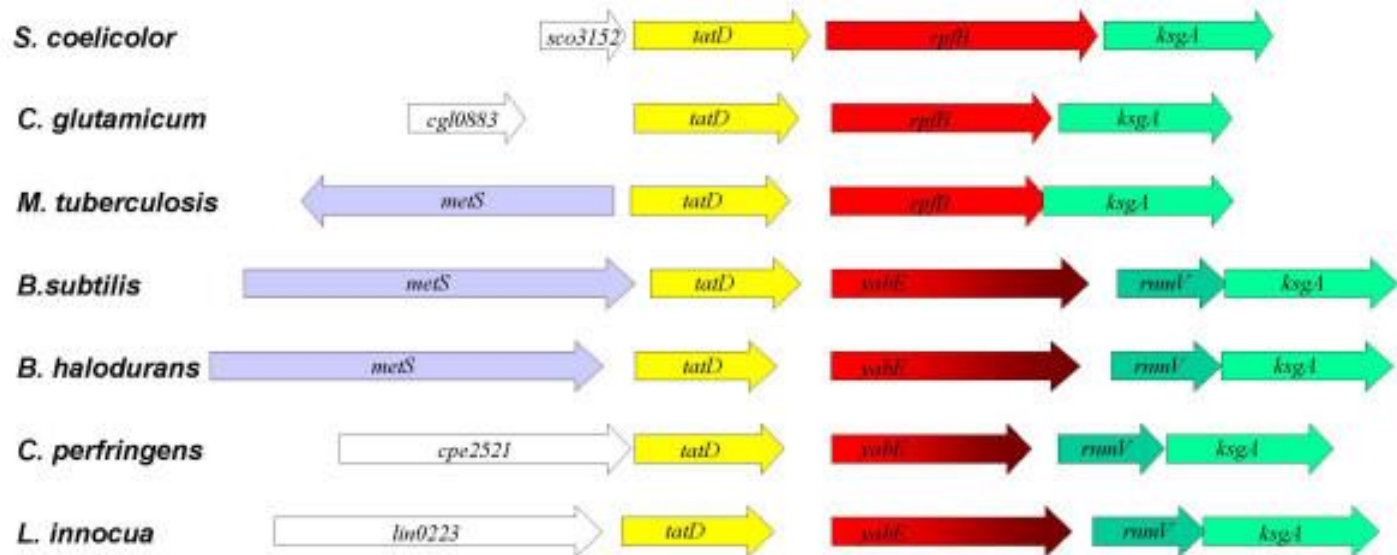 S. coelicolor sco3152 tatD rpfB ksgA
C. glutamicum cgl0883 tatD rpfB ksgA
M. tuberculosis metS tatD rpfB ksgA
B.subtilis metS tatD yabE rnmV ksgA
B. halodurans metS tatD yabE rnmV ksgA
C. perfringens cpe2521 tatD yabE rnmV ksgA
L. innocua lin0223 tatD yabE rnmV ksgA